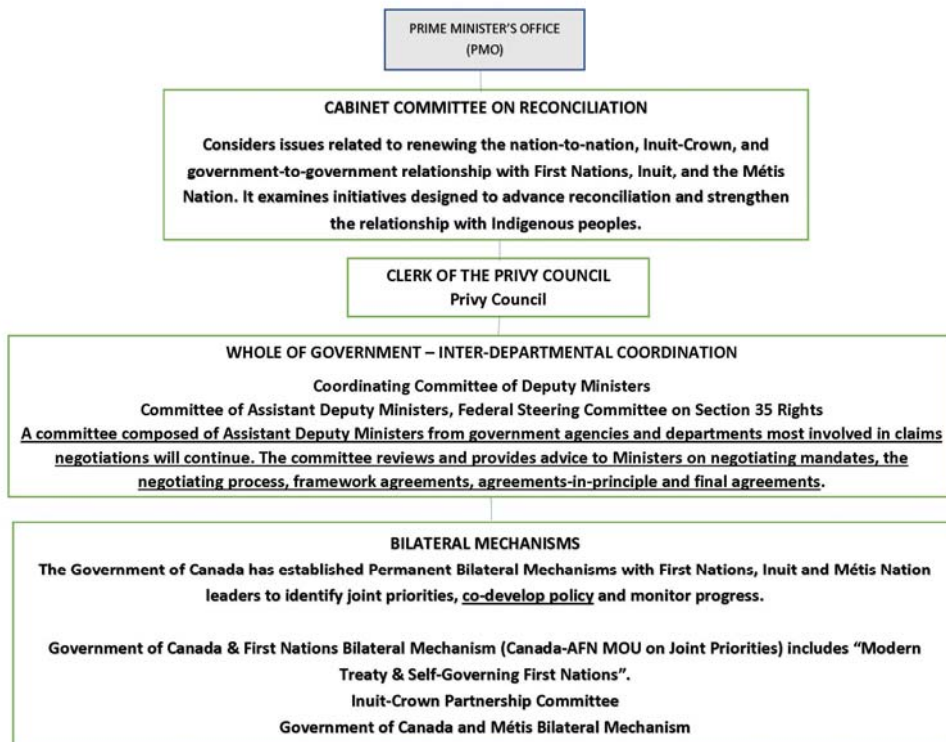 PRIME MINISTER'S OFFICE
(PMO)
CABINET COMMITTEE ON RECONCILIATION
Considers issues related to renewing the nation-to-nation, Inuit-Crown, and
government-to-government relationship with First Nations, Inuit, and the Métis
Nation. It examines initiatives designed to advance reconciliation and strengthen
the relationship with Indigenous peoples.
CLERK OF THE PRIVY COUNCIL
Privy Council
WHOLE OF GOVERNMENT – INTER-DEPARTMENTAL COORDINATION
Coordinating Committee of Deputy Ministers
Committee of Assistant Deputy Ministers, Federal Steering Committee on Section 35 Rights
A committee composed of Assistant Deputy Ministers from government agencies and departments most involved in claims
negotiations will continue. The committee reviews and provides advice to Ministers on negotiating mandates, the
negotiating process, framework agreements, agreements-in-principle and final agreements.
BILATERAL MECHANISMS
The Government of Canada has established Permanent Bilateral Mechanisms with First Nations, Inuit and Métis Nation
leaders to identify joint priorities, co-develop policy and monitor progress.
Government of Canada & First Nations Bilateral Mechanism (Canada-AFN MOU on Joint Priorities) includes “Modern
Treaty & Self-Governing First Nations”.
Inuit-Crown Partnership Committee
Government of Canada and Métis Bilateral Mechanism